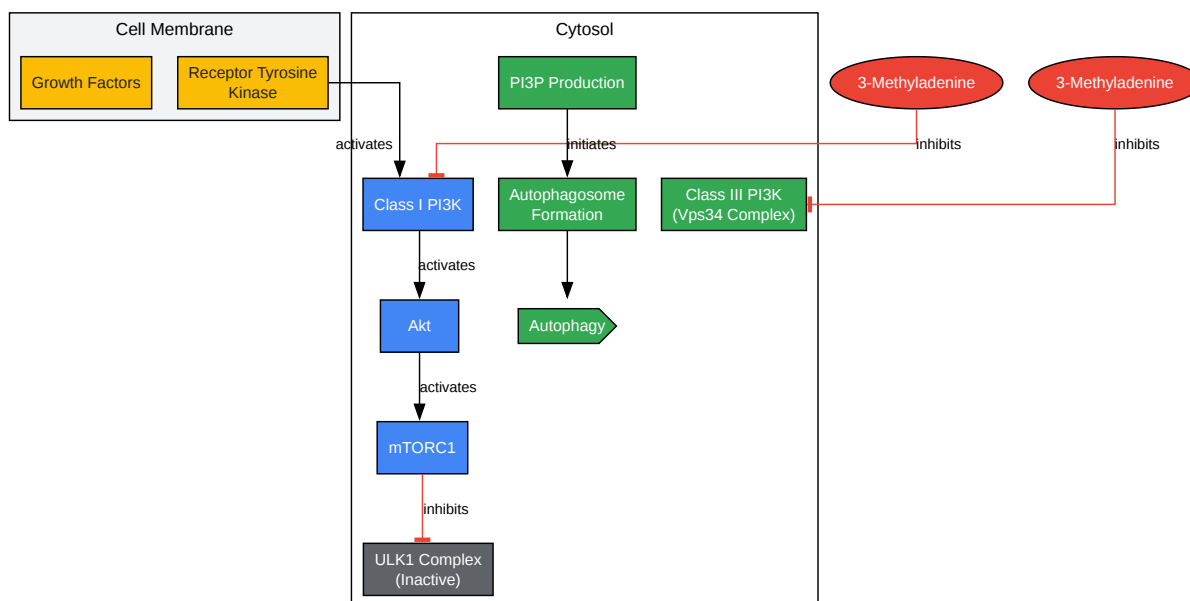 Cell Membrane
Cytosol
Growth Factors
Receptor Tyrosine
Kinase
PI3P Production
3-Methyladenine
3-Methyladenine
activates
initiates
inhibits
inhibits
Class I PI3K
Autophagosome
Formation
Class III PI3K
(Vps34 Complex)
activates
Akt
Autophagy
activates
mTORC1
inhibits
ULK1 Complex
(Inactive)